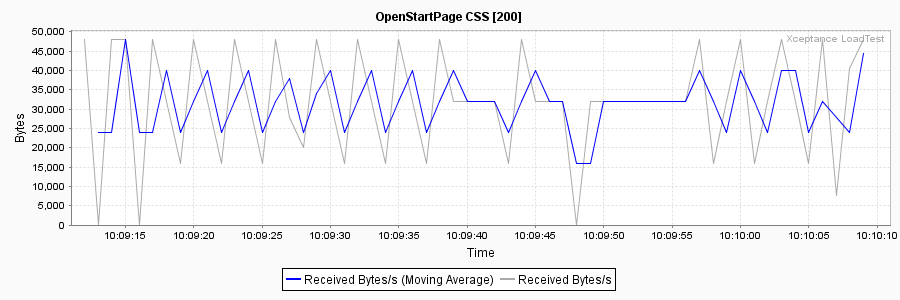 OpenStartPage CSS [200]
Xceptance LoadTest
50,000
45,000
40,000
35,000
30,000
25,000
20,000
15,000
10,000
5,000
0
Bytes
10:09:15 10:09:20 10:09:25 10:09:30 10:09:35 10:09:40 10:09:45 10:09:50 10:09:55 10:10:00 10:10:05 10:10:10
Time
Received Bytes/s (Moving Average) Received Bytes/s